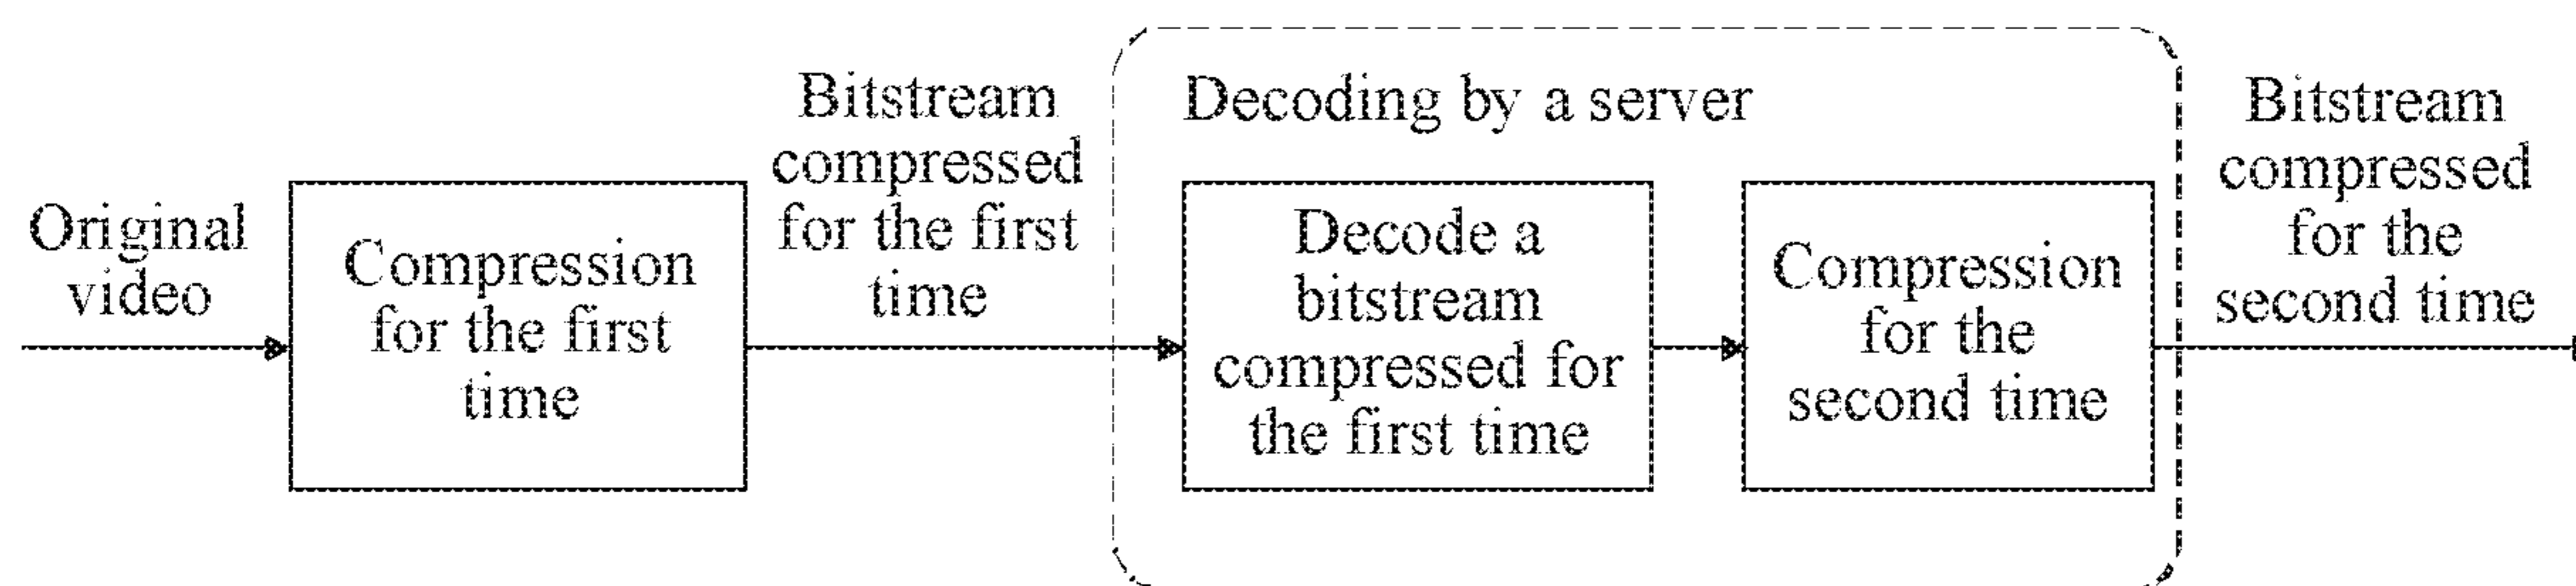 Original
video
Compression
for the first
time
Bitstream
compressed
for the first
time
Decoding by a server
Decode a
bitstream
compressed for
the first time
Compression
for the
second time
Bitstream
compressed
for the
second time